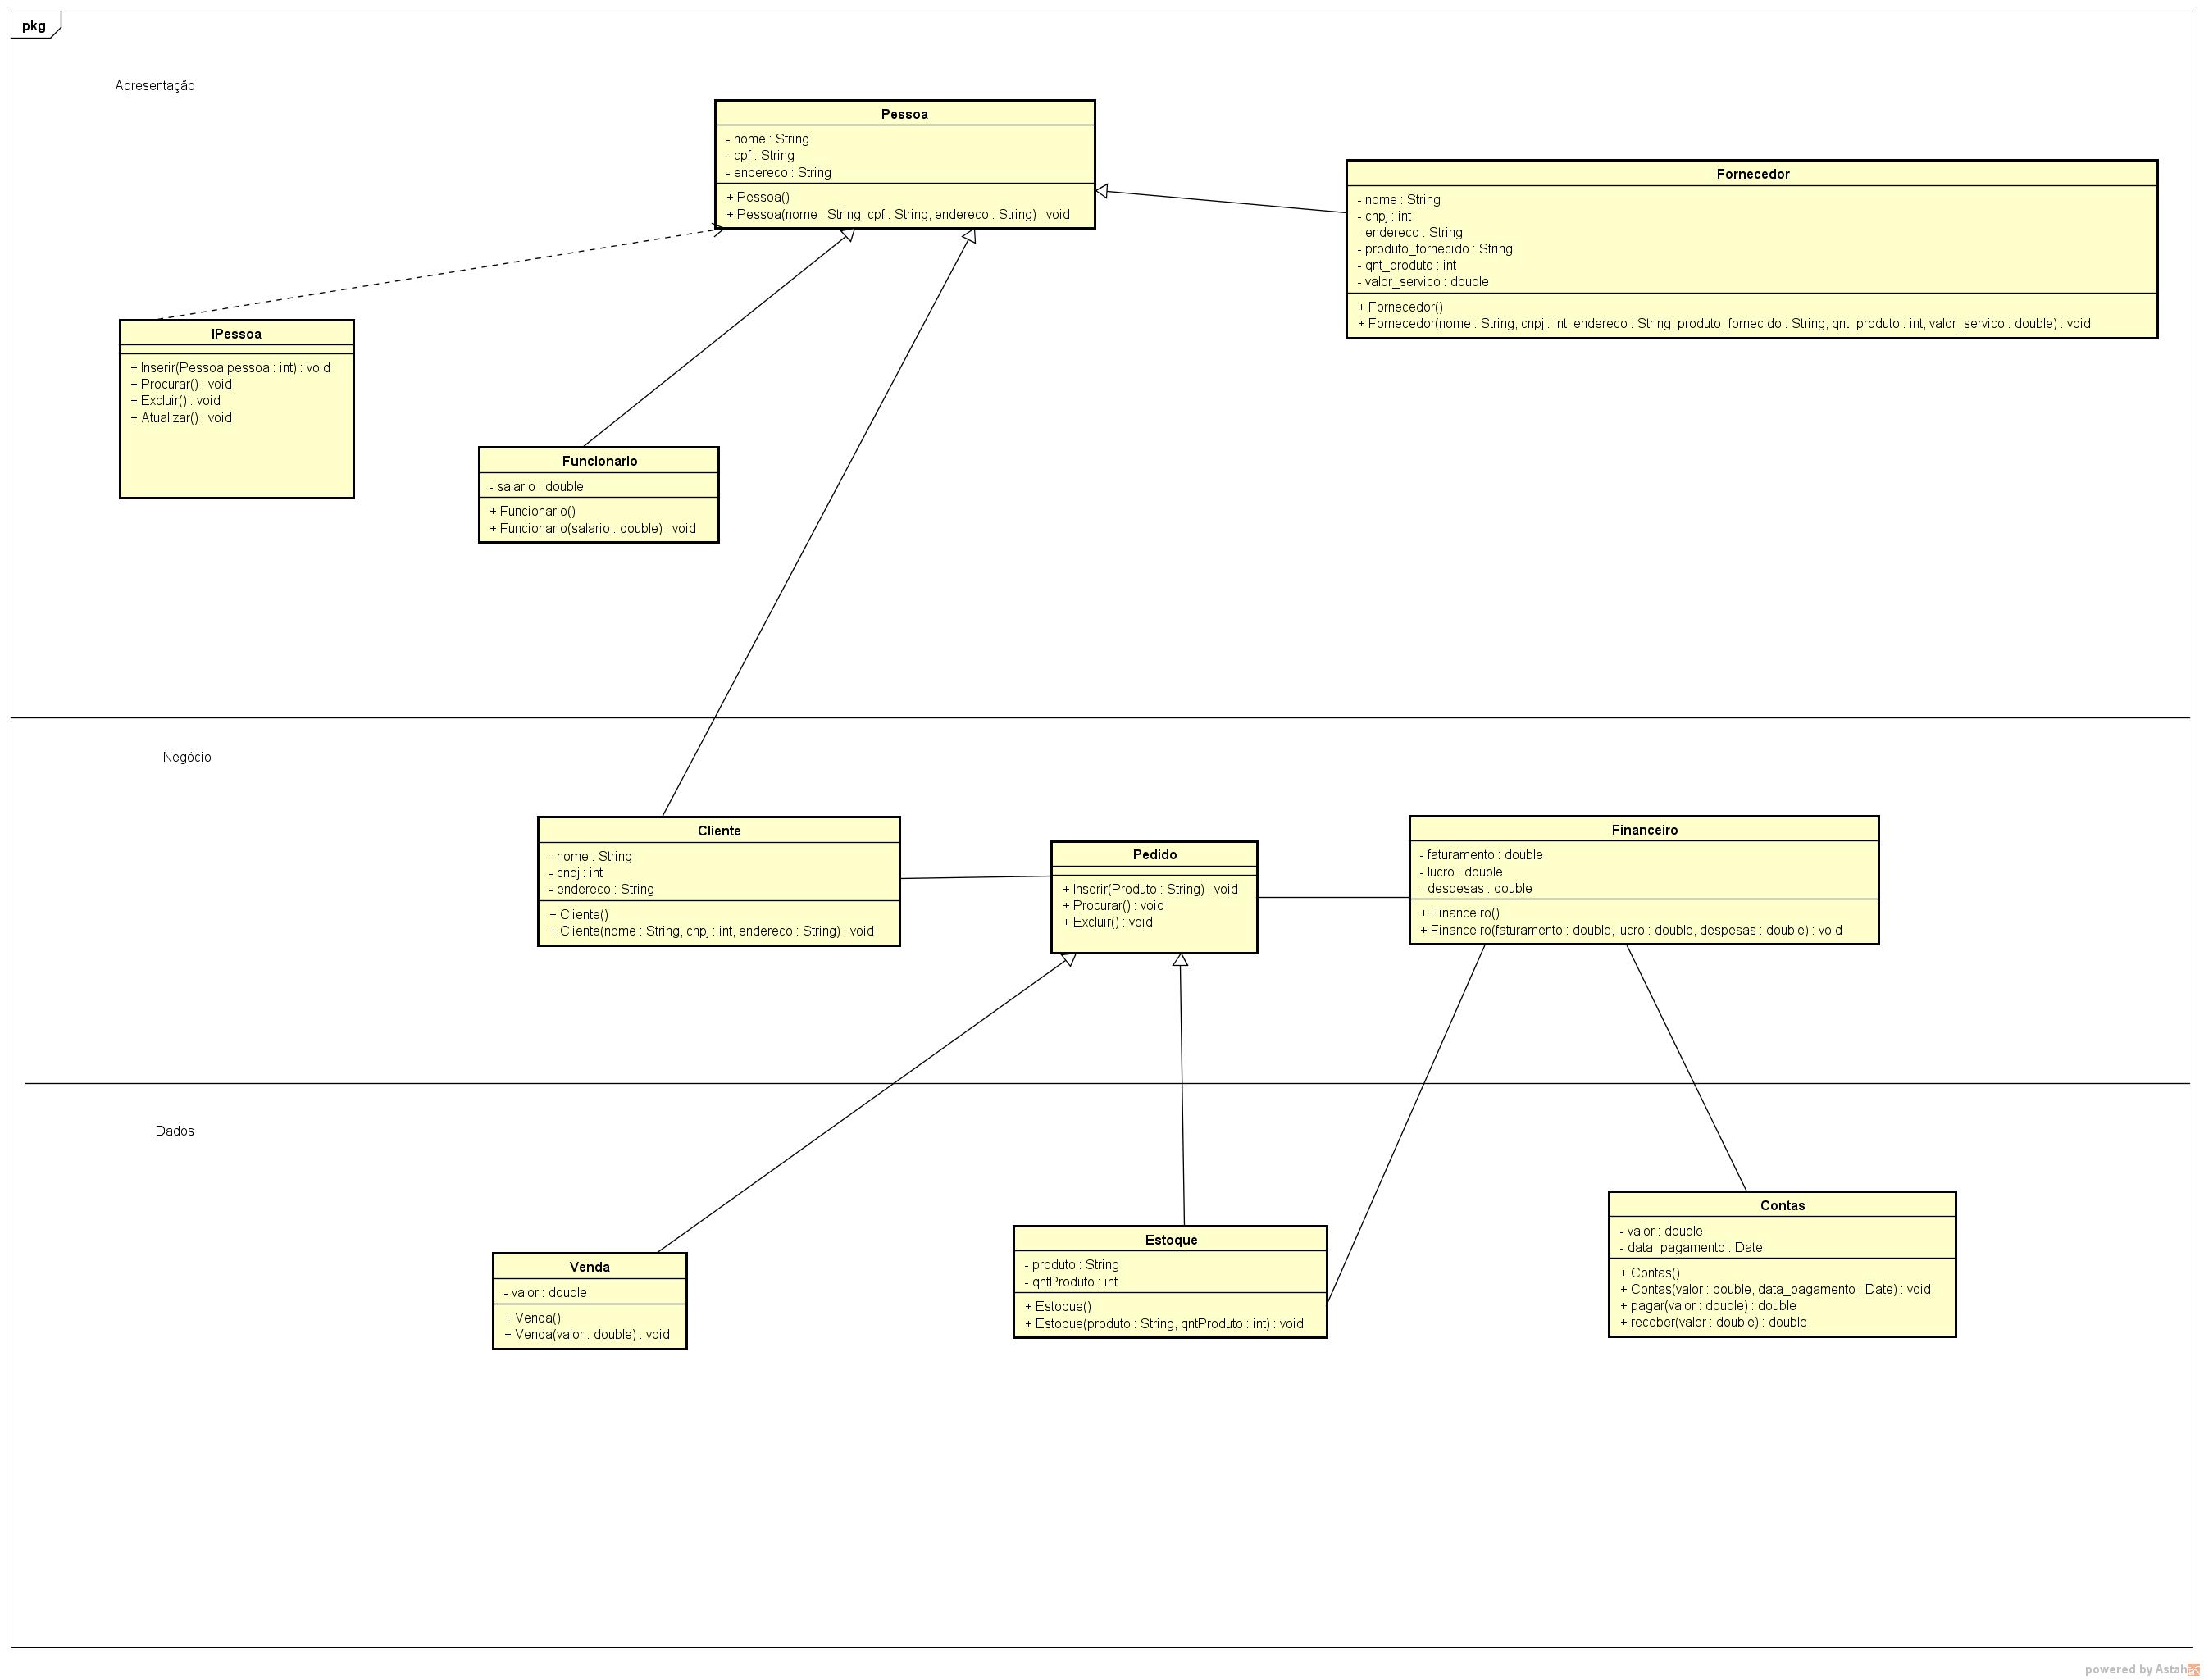 pkg
Apresentação
Pessoa
- nome : String
- cpf : String
- endereco : String
+ Pessoa()
+ Pessoa(nome : String, cpf : String, endereco : String) : void
Fornecedor
- nome : String
- cnpj : int
- endereco : String
- produto_fornecido : String
- qnt_produto : int
- valor_servico : double
+ Fornecedor()
+ Fornecedor(nome : String, cnpj : int, endereco : String, produto_fornecido : String, qnt_produto : int, valor_servico : double) : void
IPessoa
+ Inserir(Pessoa pessoa : int) : void
+ Procurar() : void
+ Excluir() : void
+ Atualizar() : void
Funcionario
- salario : double
+ Funcionario()
+ Funcionario(salario : double) : void
Negócio
Cliente
- nome : String
- cnpj : int
- endereco : String
+ Cliente()
+ Cliente(nome : String, cnpj : int, endereco : String) : void
Pedido
+ Inserir(Produto : String) : void
+ Procurar() : void
+ Excluir() : void
Financeiro
- faturamento : double
- lucro : double
- despesas : double
+ Financeiro()
+ Financeiro(faturamento : double, lucro : double, despesas : double) : void
Dados
Venda
- valor : double
+ Venda()
+ Venda(valor : double) : void
Estoque
- produto : String
- qntProduto : int
+ Estoque()
+ Estoque(produto : String, qntProduto : int) : void
Contas
- valor : double
- data_pagamento : Date
+ Contas()
+ Contas(valor : double, data_pagamento : Date) : void
+ pagar(valor : double) : double
+ receber(valor : double) : double
powered by Astah